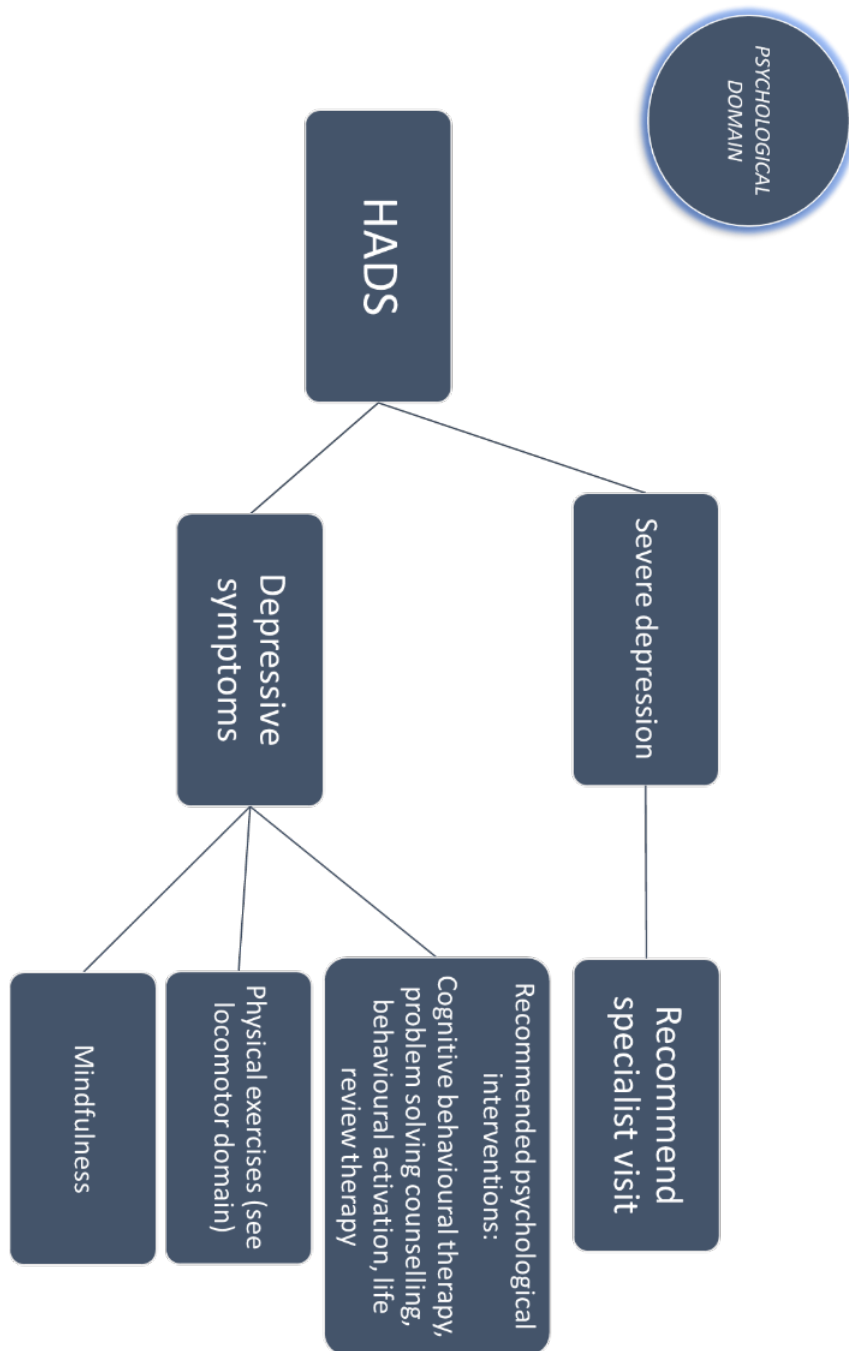 PSYCHOLOGICAL
DOMAIN
HADS
Severe depression
Recommend
specialist visit
Depressive
symptoms
Recommended psychological
interventions:
Cognitive behavioural therapy,
problem solving counselling,
behavioural activation, life
review therapy
Physical exercises (see
locomotor domain)
Mindfulness